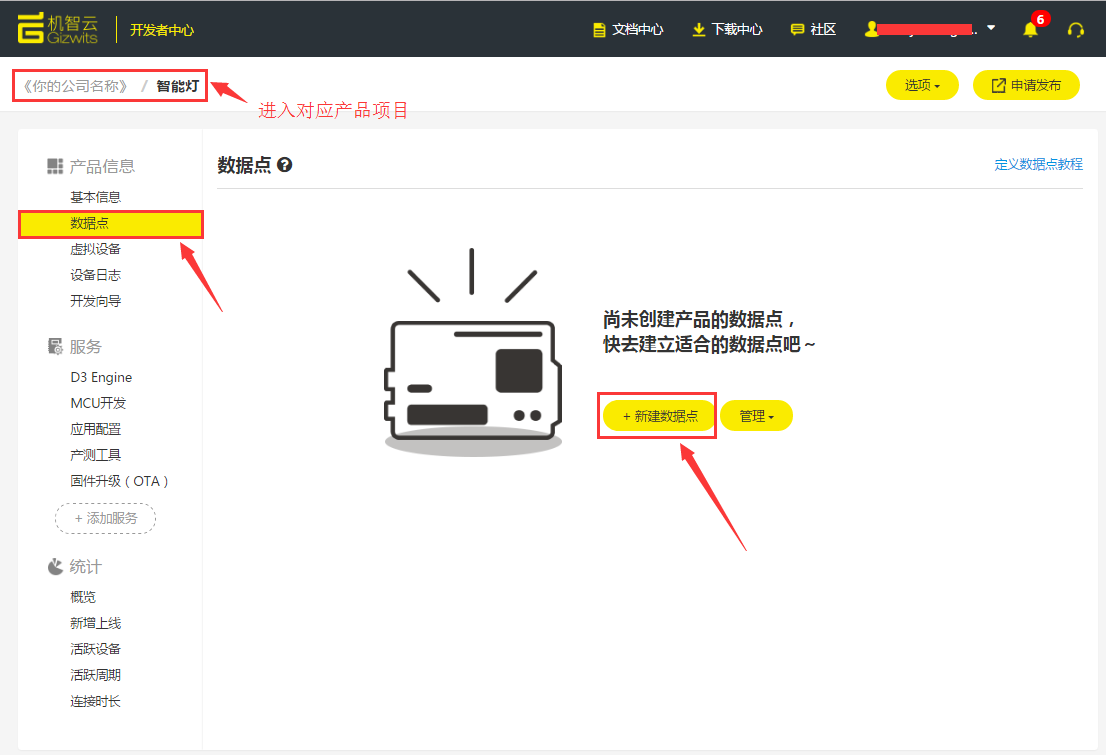 机智云
Gizwits
开发者中心
文档中心
下载中心
社区
6
《你的公司名称》 / 智能灯
进入对应产品项目
选项
申请发布
产品信息
基本信息
数据点
虚拟设备
设备日志
开发向导
服务
D3 Engine
MCU开发
应用配置
产测工具
固件升级（OTA）
+ 添加服务
统计
概览
新增上线
活跃设备
活跃周期
连接时长
数据点
定义数据点教程
尚未创建产品的数据点，
快去建立适合的数据点吧～
+ 新建数据点
管理